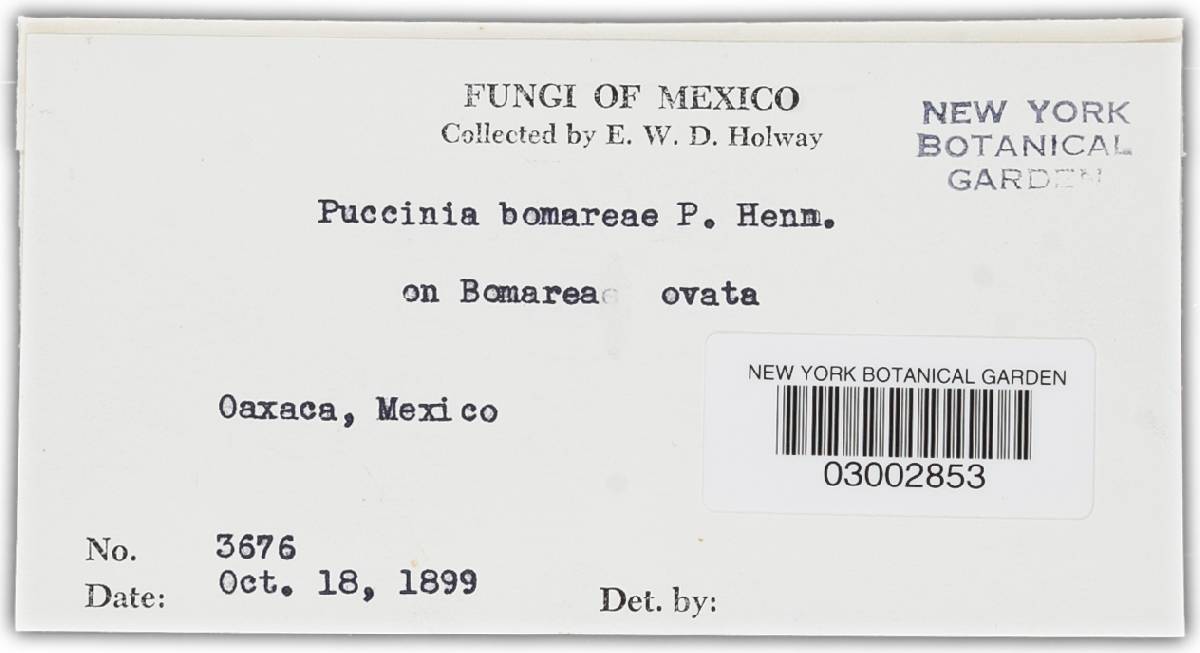 FUNGI OF MEXICO
Collected by E. W. D. Holway
NEW YORK
BOTANICAL
GARDEN
Puccinia bomareae P. Henn.
on Bomarea ovata
NEW YORK BOTANICAL GARDEN
03002853
Oaxaca, Mexico
No. 3676
Date: Oct. 18, 1899
Det. by: